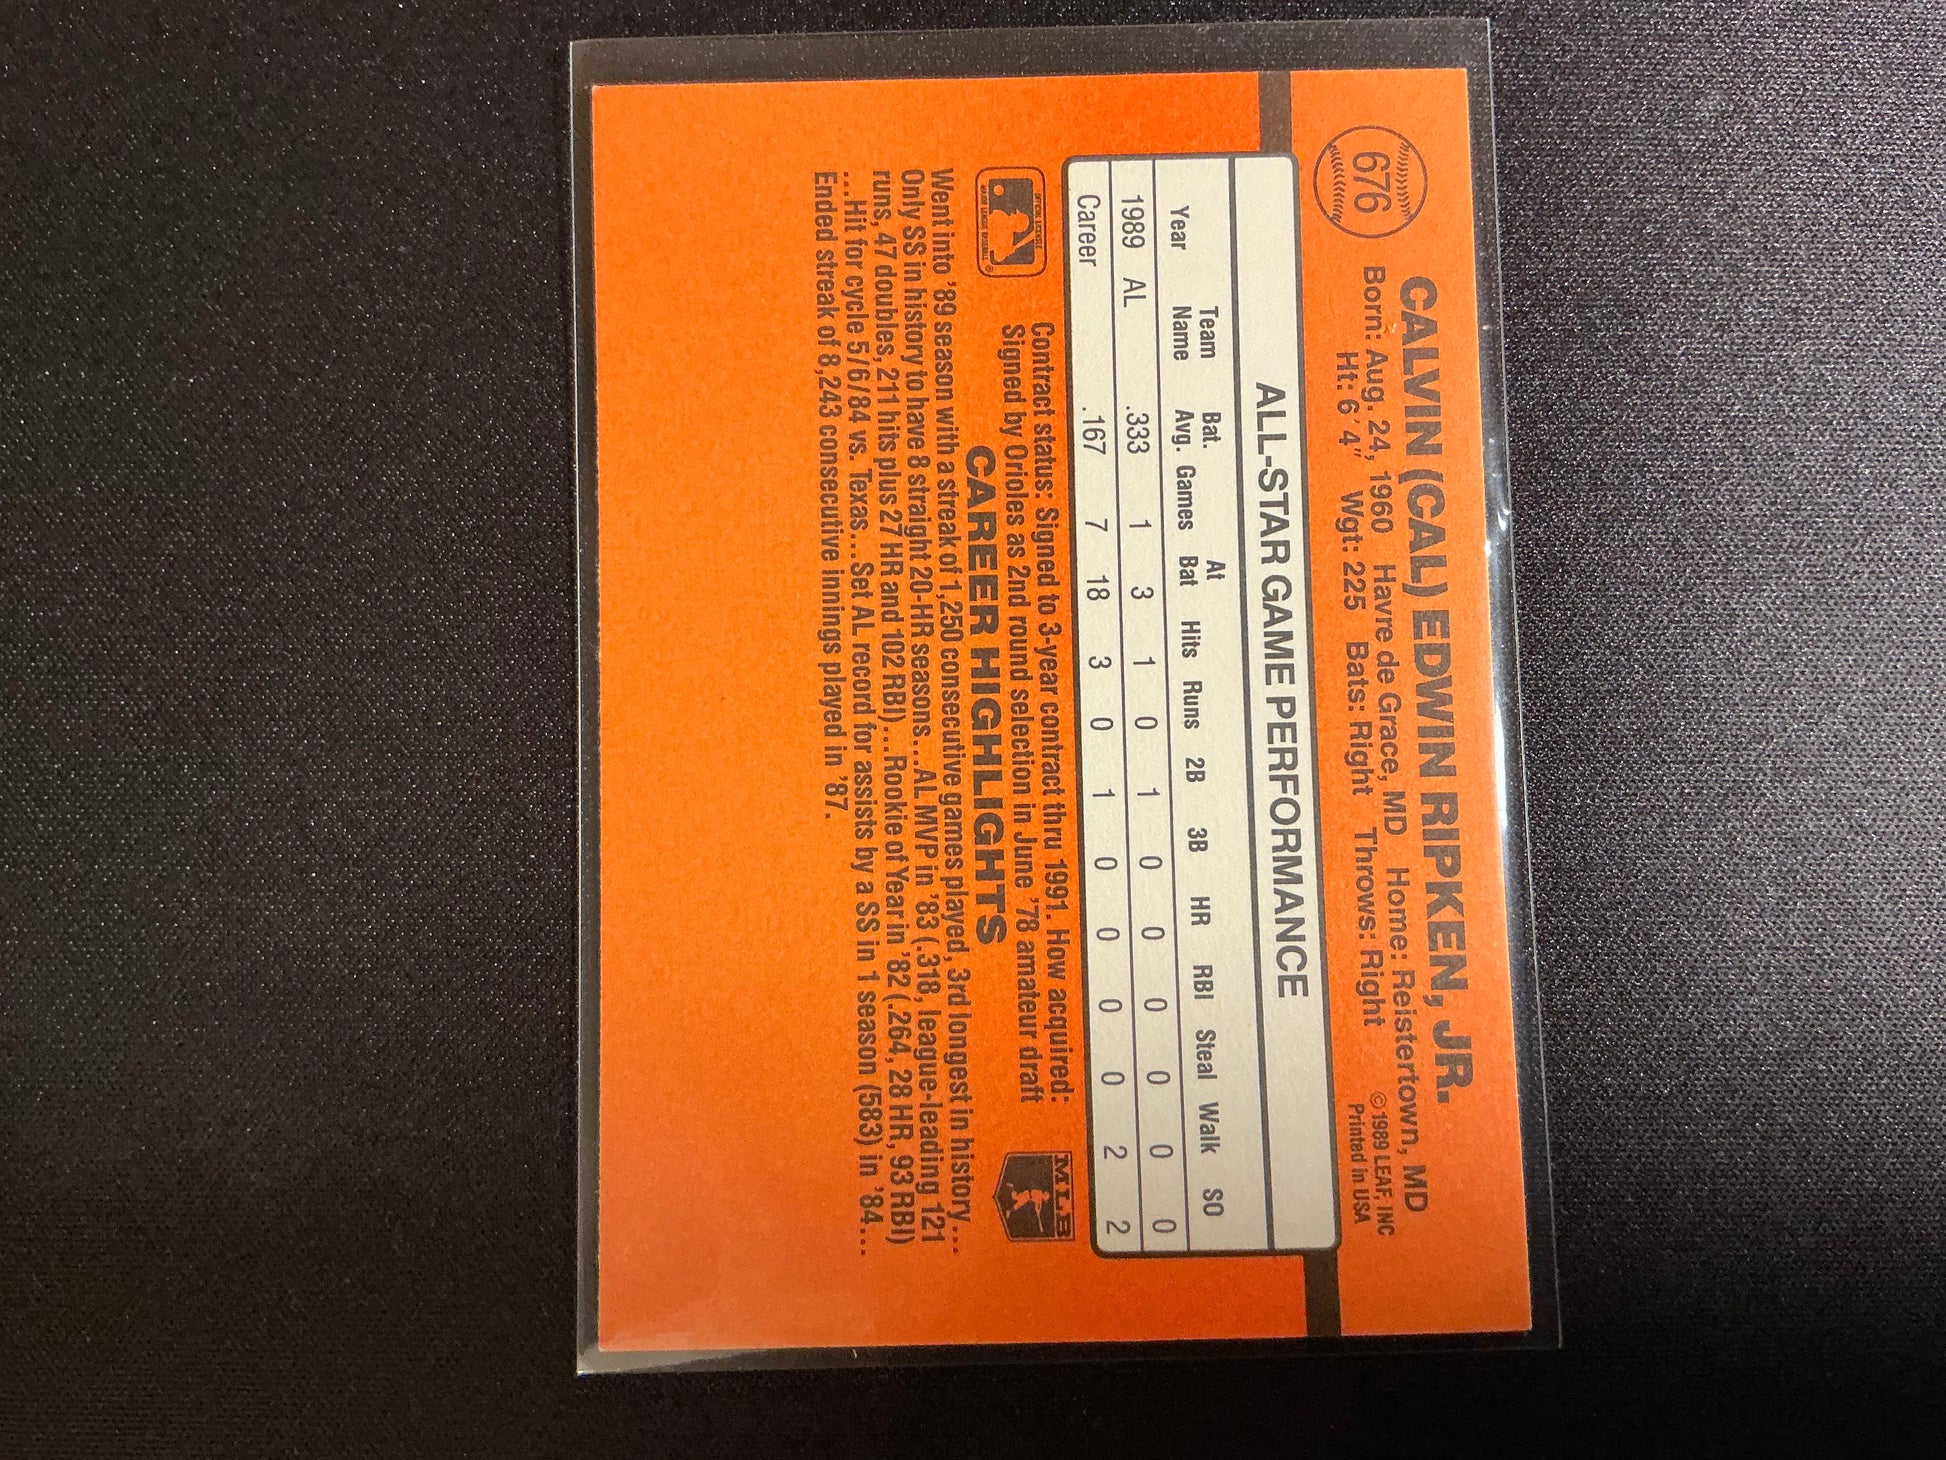 676
CALVIN (CAL) EDWIN RIPKEN, JR.
Born: Aug. 24, 1960 Havre de Grace, MD Home: Reistertown, MD
Ht: 6'4" Wgt: 225 Bats: Right Throws: Right
©1989 LEAF, INC
Printed in USA
ALL-STAR GAME PERFORMANCE
Year Team Name Bat. Avg. Games At Bat Hits Runs 2B 3B HR RBI Steal Walk SO
1989 AL .333 1 3 1 0 1 0 0 0 0 0 0
Career .167 7 18 3 0 1 0 0 0 0 2 2
OFFICIAL LICENSEE
MAJOR LEAGUE BASEBALL
®
Contract status: Signed to 3-year contract thru 1991. How acquired:
Signed by Orioles as 2nd round selection in June '78 amateur draft
MLB
CAREER HIGHLIGHTS
Went into '89 season with a streak of 1,250 consecutive games played, 3rd longest in history...
Only SS in history to have 8 straight 20-HR seasons...AL MVP in '83 (.318, league-leading 121
runs, 47 doubles, 211 hits plus 27 HR and 102 RBI)...Rookie of Year in '82 (.264, 28 HR, 93 RBI)
...Hit for cycle 5/6/84 vs. Texas...Set AL record for assists by a SS in 1 season (583) in '84...
Ended streak of 8,243 consecutive innings played in '87.